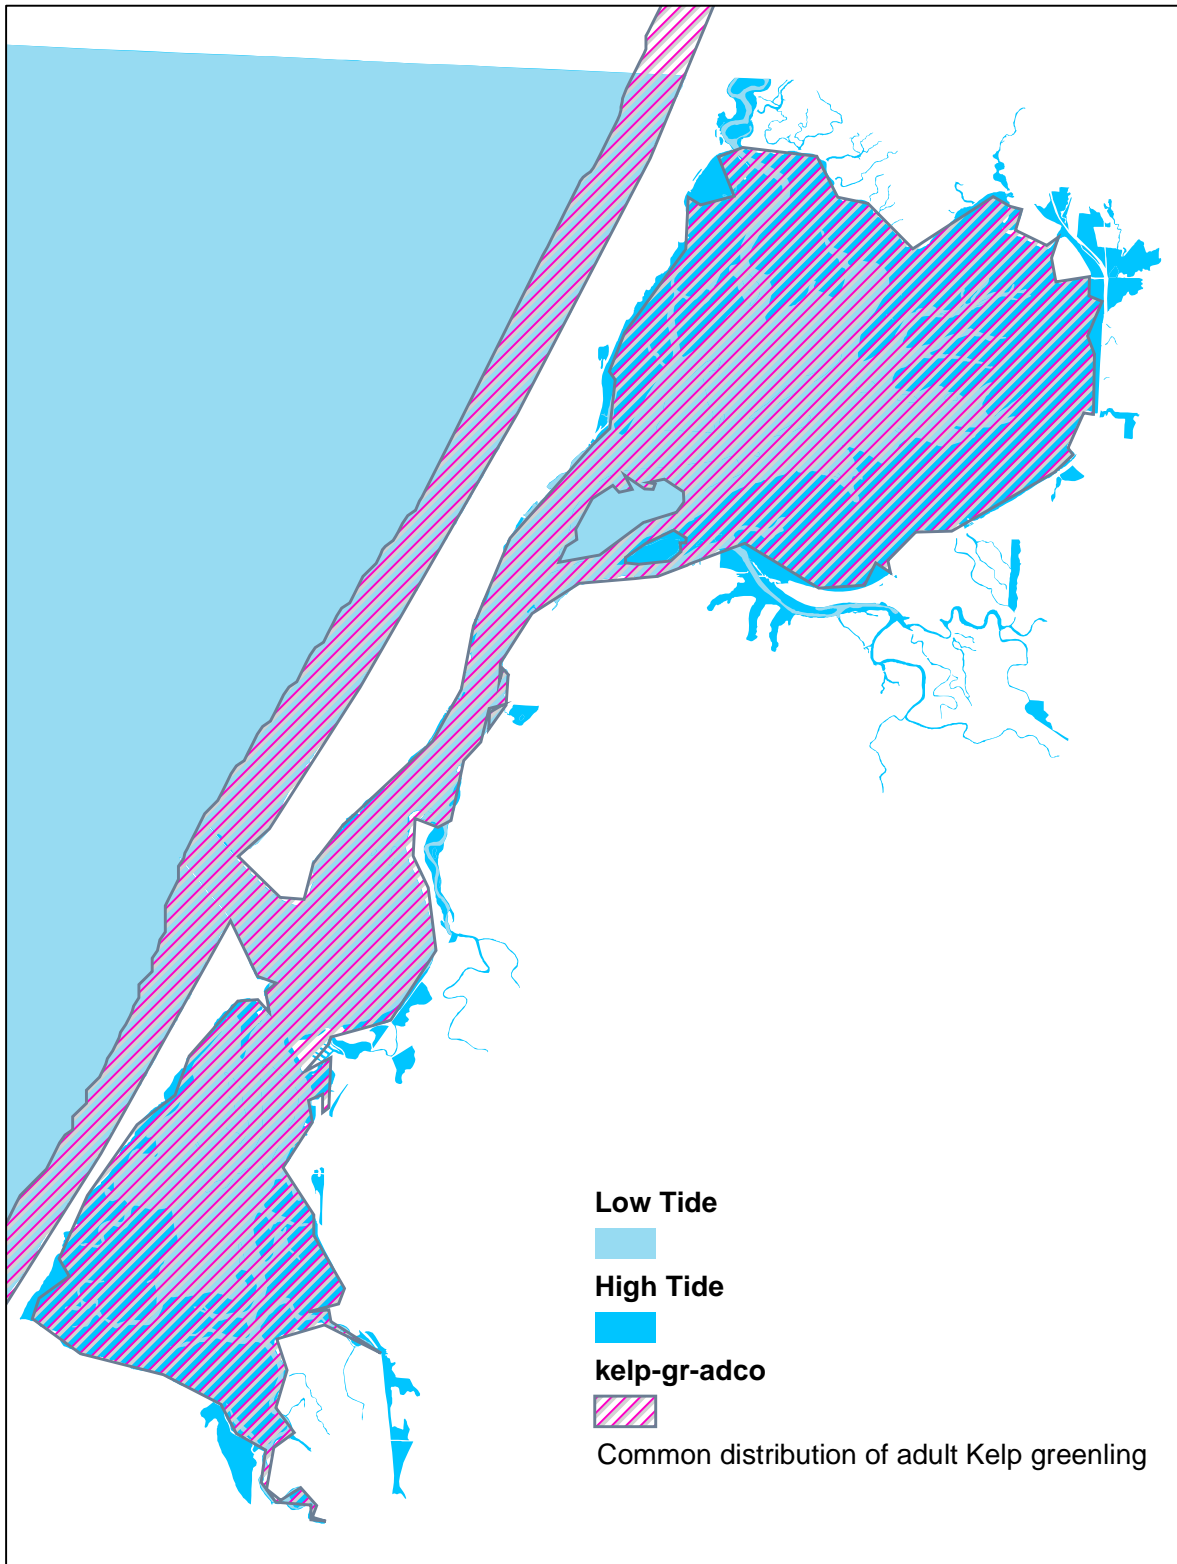 Low Tide
High Tide
kelp-gr-adco
Common distribution of adult Kelp greenling